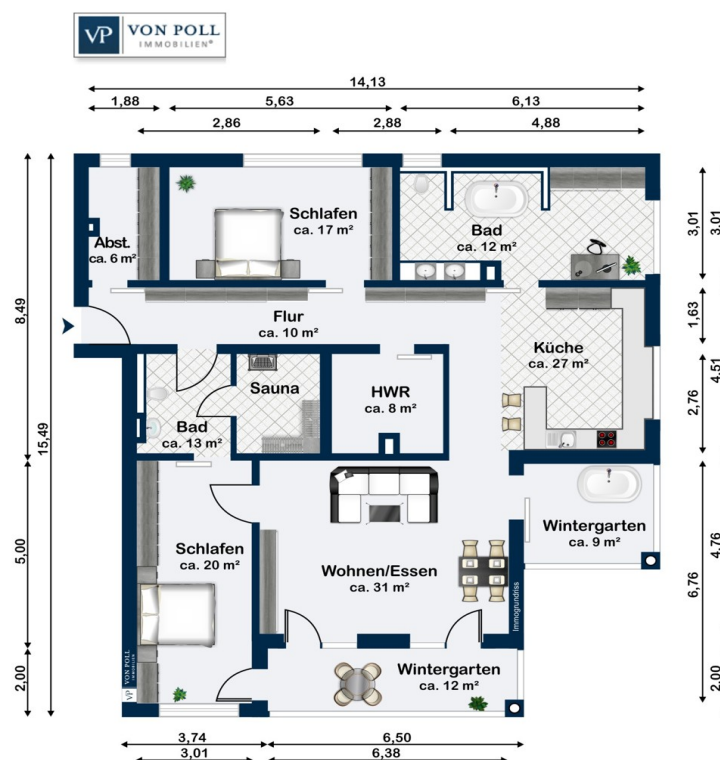 VP VON POLL
IMMOBILIEN®
14,13
1,88 5,63 6,13
2,86 2,88 4,88
Schlafen
ca. 17 m²
Abst.
ca. 6 m²
Bad
ca. 12 m²
3,01 3,01
8,49
15,49
Flur
ca. 10 m²
1,63
Küche
ca. 27 m²
4,51
2,76
Sauna
HWR
ca. 8 m²
Bad
ca. 13 m²
5,00
Schlafen
ca. 20 m²
Wohnen/Essen
ca. 31 m²
Wintergarten
ca. 9 m²
4,76
6,76
Immogrundriss
2,00
VP VON POLL
IMMOBILIEN
Wintergarten
ca. 12 m²
2,00
3,74 6,50
3,01 6,38